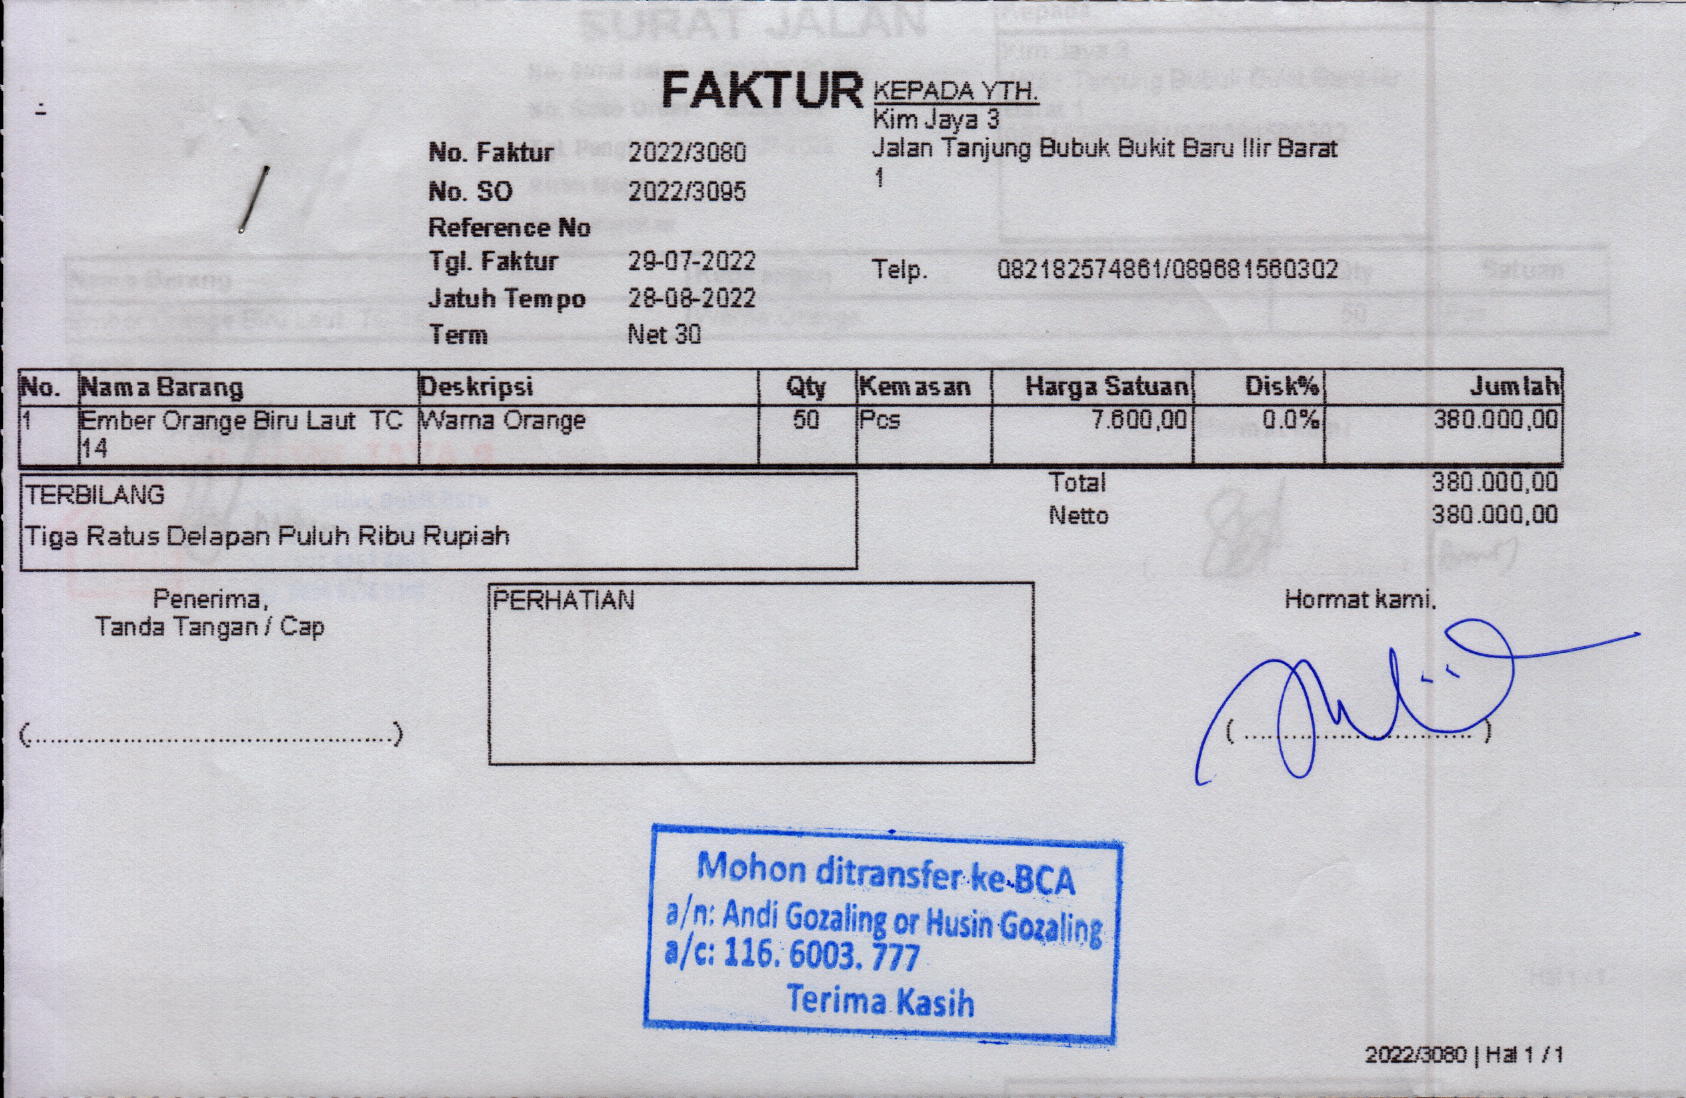 FAKTUR
KEPADA YTH.
Kim Jaya 3
Jalan Tanjung Bubuk Bukit Baru Ilir Barat
1
No. Faktur 2022/3080
No. SO 2022/3095
Reference No
Tgl. Faktur 29-07-2022
Jatuh Tempo 28-08-2022
Term Net 30
Telp. 082182574861/089681560302
No. Nama Barang Deskripsi Qty Kemasan Harga Satuan Disk% Jumlah
1 Ember Orange Biru Laut TC Warna Orange 50 Pcs 7.600,00 0.0% 380.000,00
14
TERBILANG
Tiga Ratus Delapan Puluh Ribu Rupiah
Total 380.000,00
Netto 380.000,00
Penerima,
Tanda Tangan / Cap
(..............................................)
PERHATIAN
Hormat kami.
( .............................. )
Mohon ditransfer ke BCA
a/n: Andi Gozaling or Husin Gozaling
a/c: 116. 6003. 777
Terima Kasih
2022/3080 | Hal 1 / 1